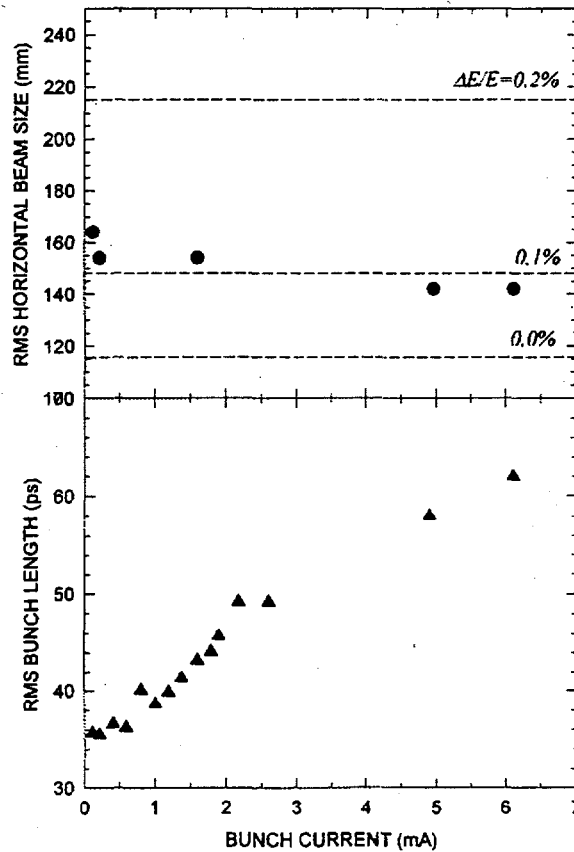 RMS HORIZONTAL BEAM SIZE (mm)
240
220
200
180
160
140
120
100
ΔE/E=0.2%
0.1%
0.0%
RMS BUNCH LENGTH (ps)
60
50
40
30
0 1 2 3 4 5 6 7
BUNCH CURRENT (mA)